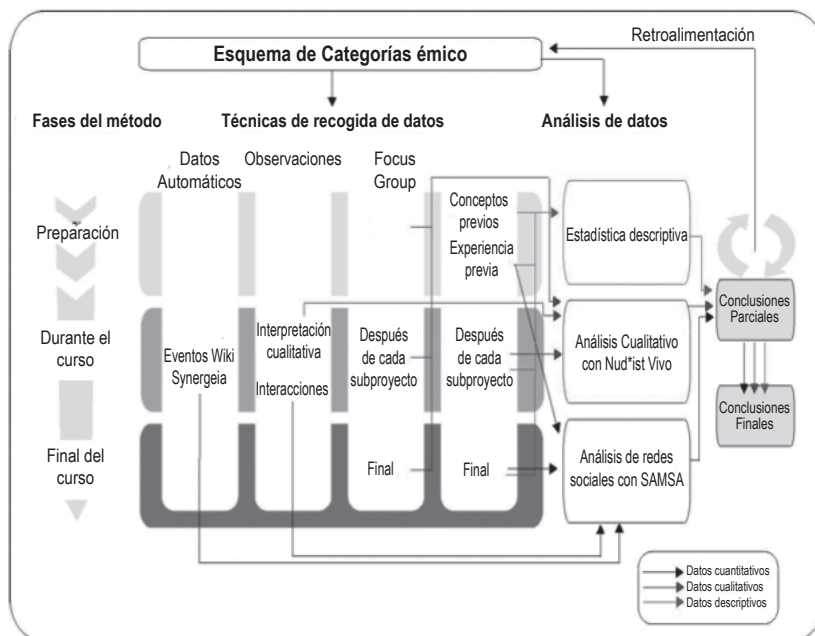 Retroalimentación
Esquema de Categorías émico
Fases del método
Técnicas de recogida de datos
Análisis de datos
Datos
Automáticos
Observaciones
Focus
Group
Preparación
Conceptos
previos
Experiencia
previa
Estadística descriptiva
Conclusiones
Parciales
Durante el
curso
Eventos Wiki
Synergeia
Interpretación
cualitativa
Interacciones
Después
de cada
subproyecto
Después
de cada
subproyecto
Análisis Cualitativo
con Nud*ist Vivo
Conclusiones
Finales
Final del
curso
Final
Final
Análisis de redes
sociales con SAMSA
Datos cuantitativos
Datos cualitativos
Datos descriptivos